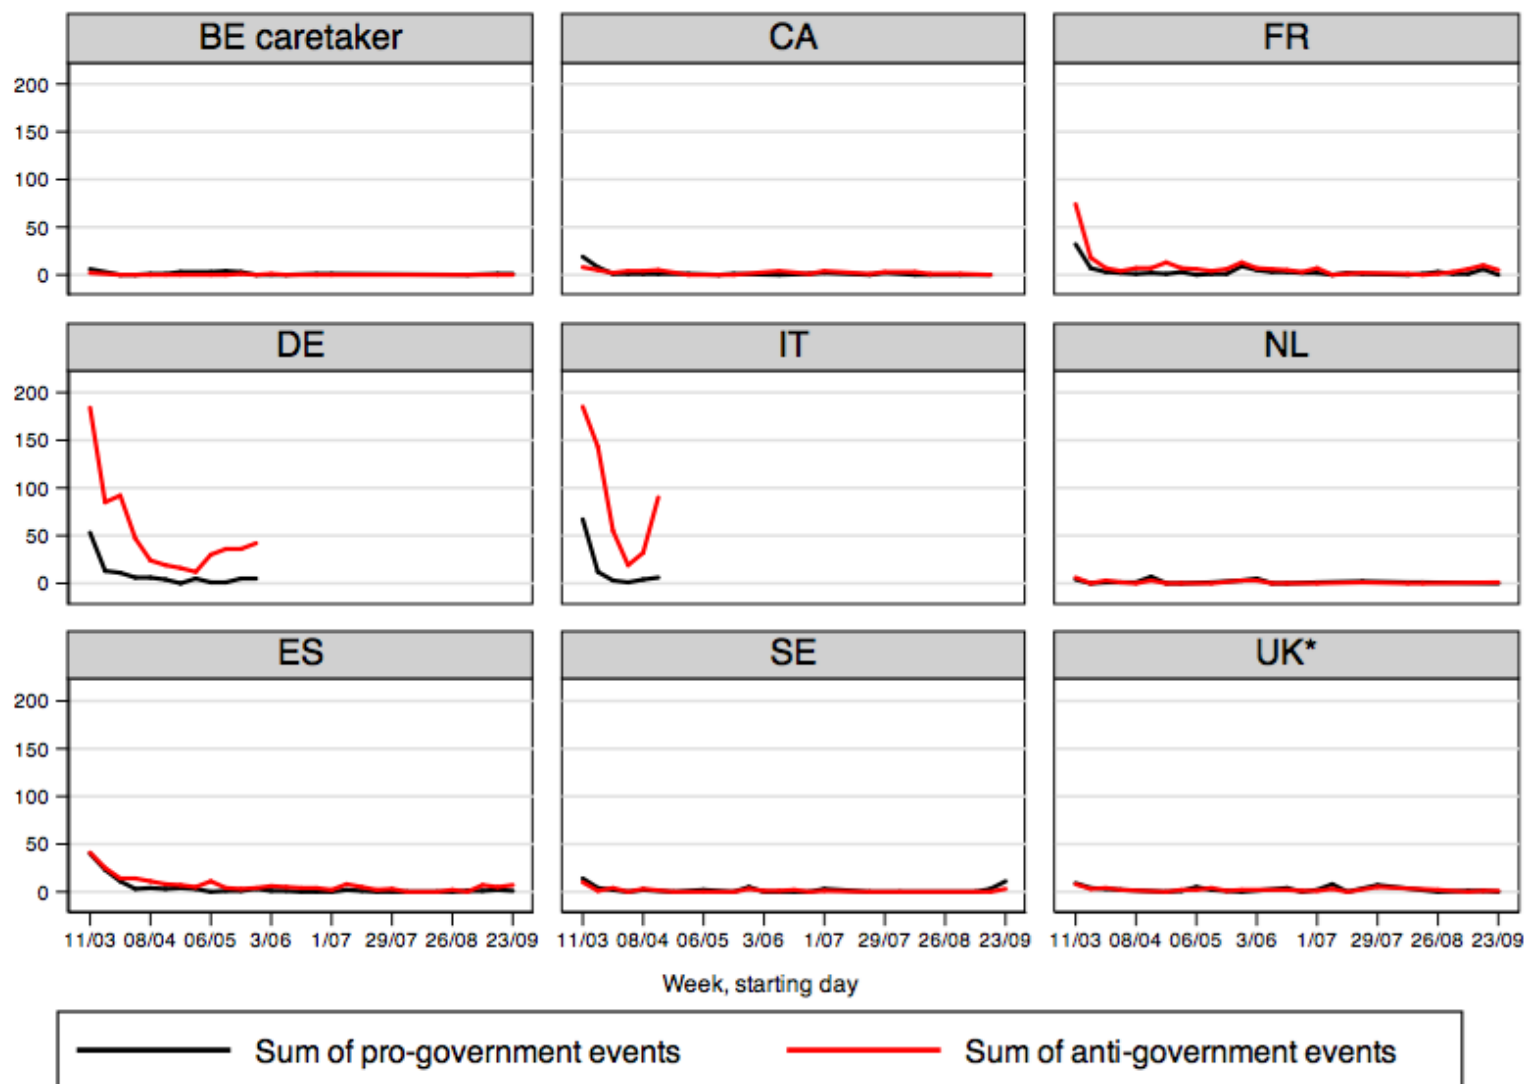 BE caretaker CA FR
200
150
100
50
0
DE IT NL
200
150
100
50
0
ES SE UK*
200
150
100
50
0
11/03 08/04 06/05 3/06 1/07 29/07 26/08 23/09 11/03 08/04 06/05 3/06 1/07 29/07 26/08 23/09 11/03 08/04 06/05 3/06 1/07 29/07 26/08 23/09
Week, starting day
Sum of pro-government events Sum of anti-government events